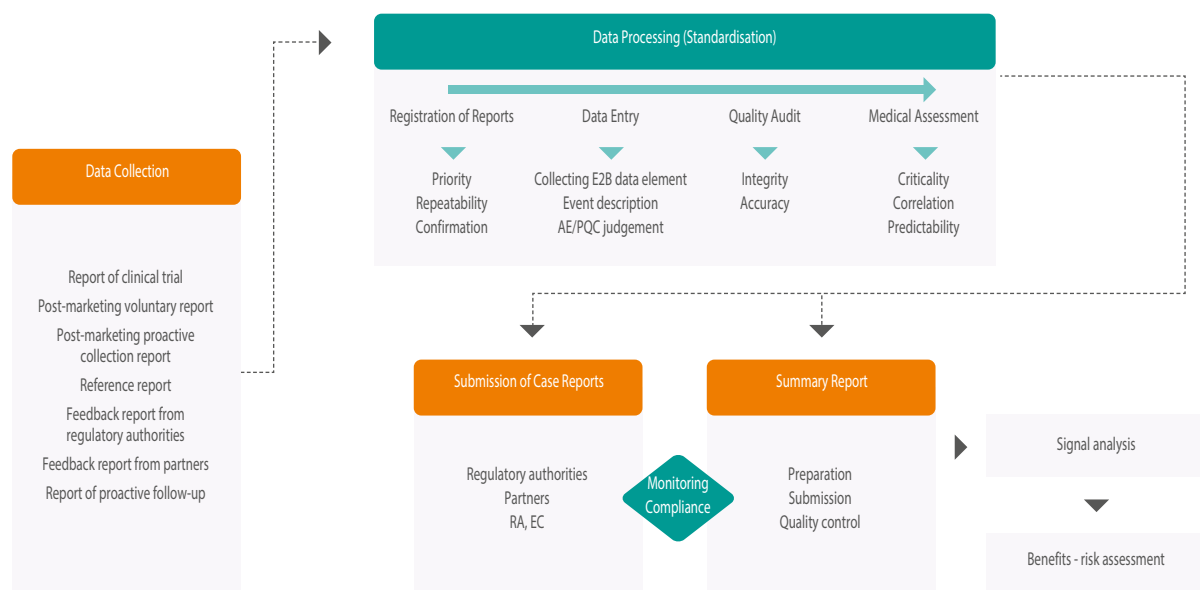 Data Processing (Standardisation)
Registration of Reports
Data Entry
Quality Audit
Medical Assessment
Priority
Repeatability
Confirmation
Collecting E2B data element
Event description
AE/PQC judgement
Integrity
Accuracy
Criticality
Correlation
Predictability
Data Collection
Report of clinical trial
Post-marketing voluntary report
Post-marketing proactive
collection report
Reference report
Feedback report from
regulatory authorities
Feedback report from partners
Report of proactive follow-up
Submission of Case Reports
Regulatory authorities
Partners
RA, EC
Monitoring
Compliance
Summary Report
Preparation
Submission
Quality control
Signal analysis
Benefits - risk assessment